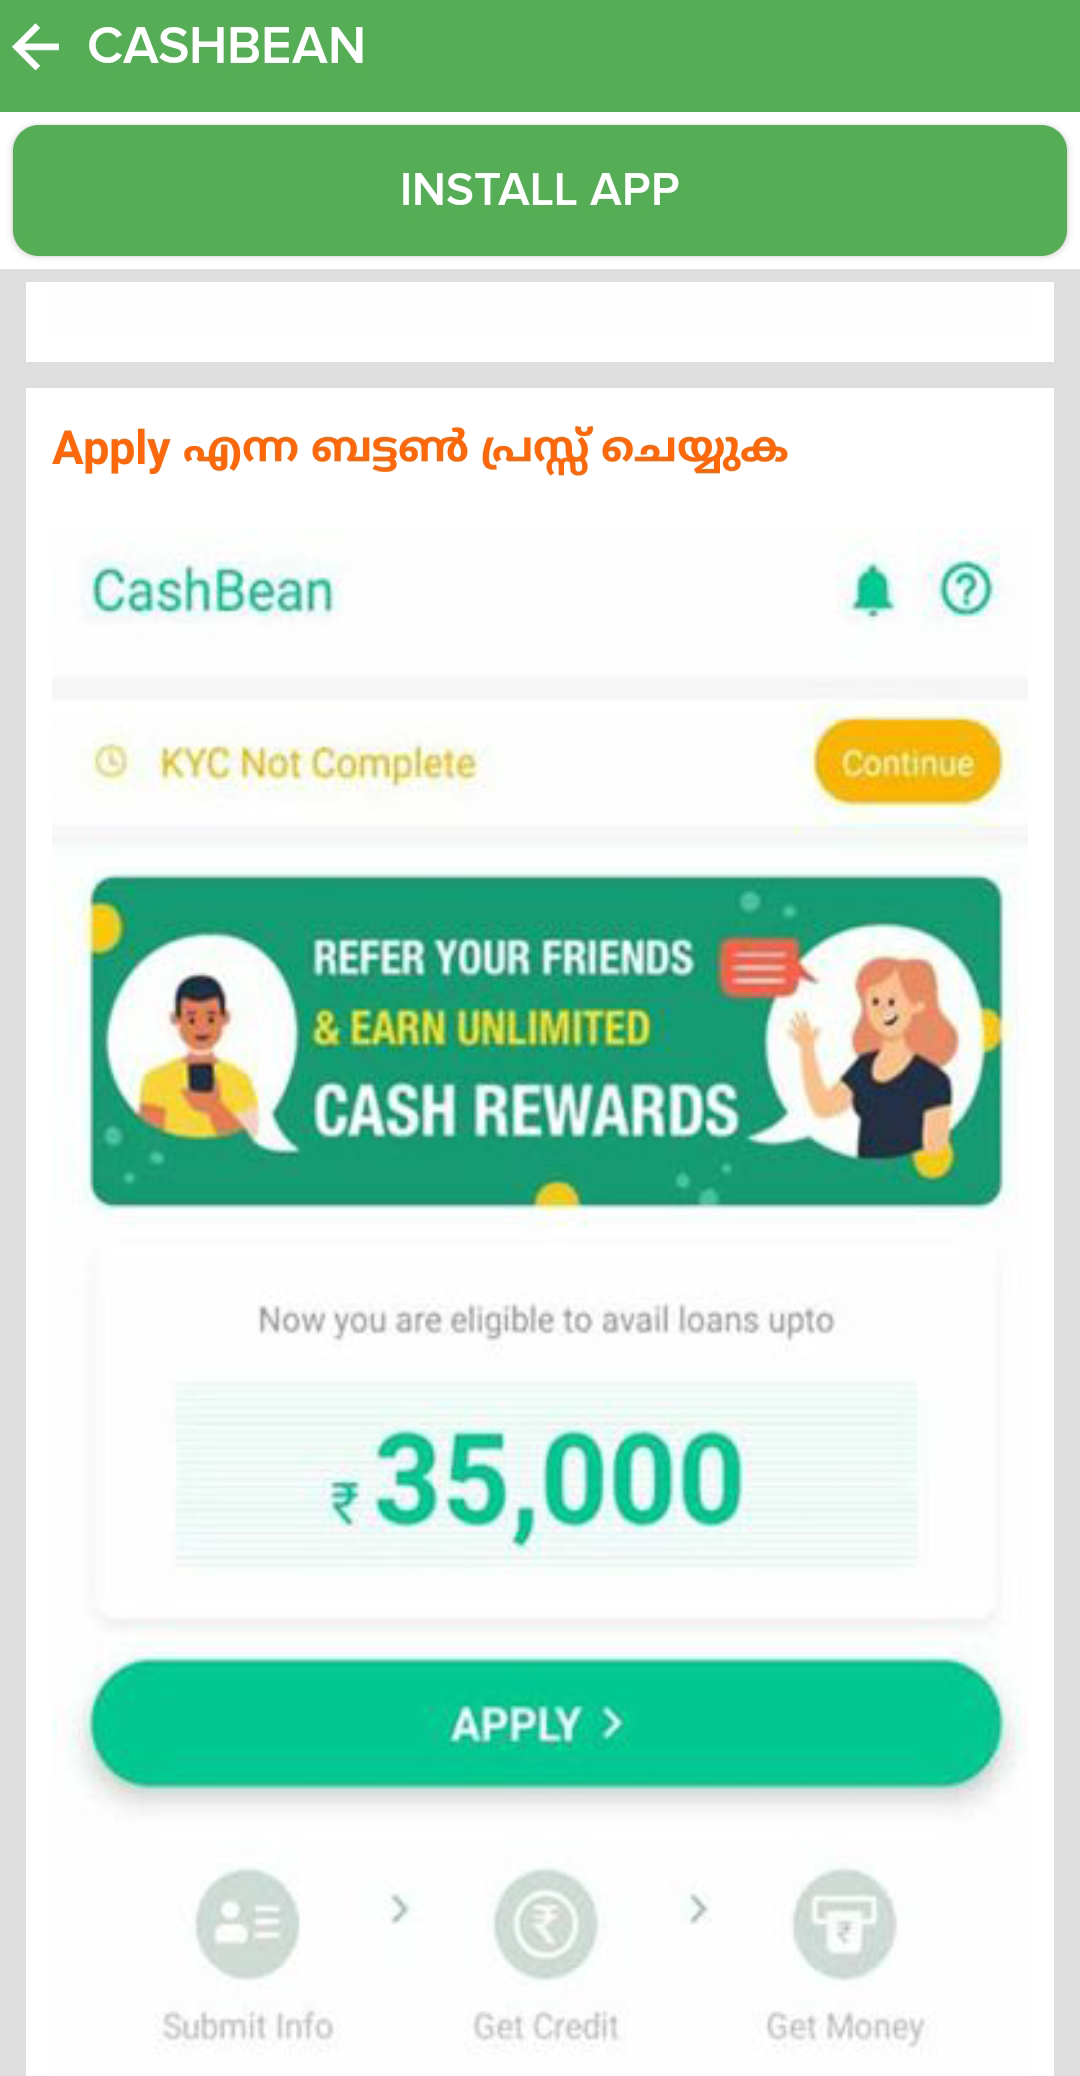 CASHBEAN
INSTALL APP
Apply എന്ന ബട്ടൺ പ്രസ്സ് ചെയ്യുക
CashBean
KYC Not Complete
Continue
REFER YOUR FRIENDS
& EARN UNLIMITED
CASH REWARDS
Now you are eligible to avail loans upto
₹35,000
APPLY >
Submit Info > Get Credit > Get Money